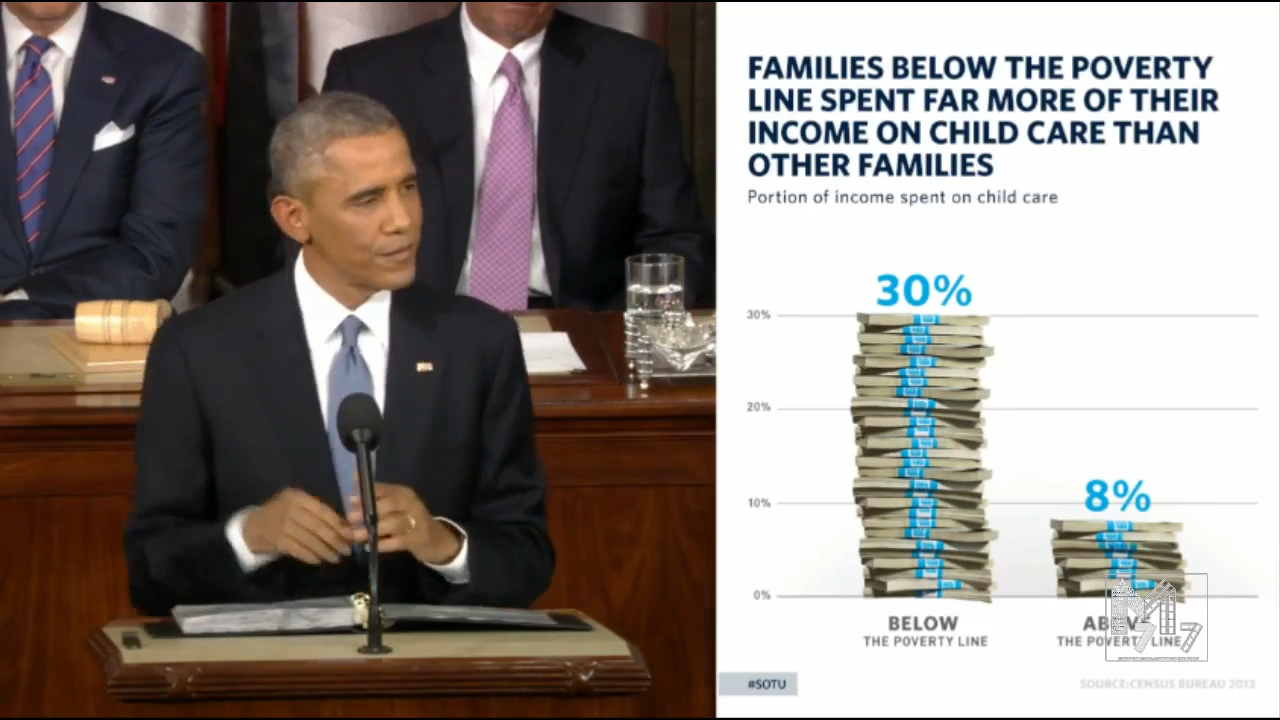 FAMILIES BELOW THE POVERTY
LINE SPENT FAR MORE OF THEIR
INCOME ON CHILD CARE THAN
OTHER FAMILIES
Portion of income spent on child care
30%
30%
20%
8%
10%
0%
BELOW
THE POVERTY LINE
ABOVE
THE POVERTY LINE
#SOTU
SOURCE:CENSUS BUREAU 2013